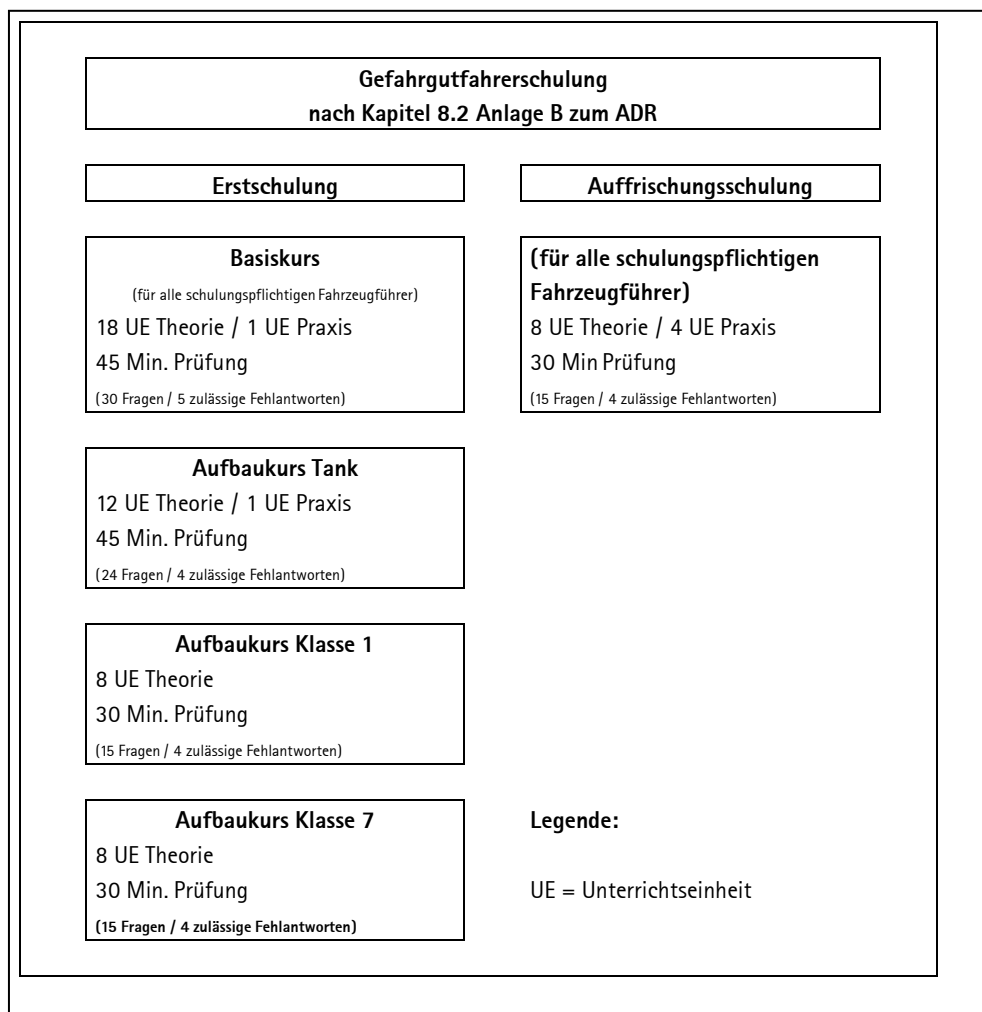 Gefahrgutfahrerschulung
nach Kapitel 8.2 Anlage B zum ADR
Erstschulung
Auffrischungsschulung
Basiskurs
(für alle schulungspflichtigen Fahrzeugführer)
18 UE Theorie / 1 UE Praxis
45 Min. Prüfung
(30 Fragen / 5 zulässige Fehlantworten)
(für alle schulungspflichtigen
Fahrzeugführer)
8 UE Theorie / 4 UE Praxis
30 Min Prüfung
(15 Fragen / 4 zulässige Fehlantworten)
Aufbaukurs Tank
12 UE Theorie / 1 UE Praxis
45 Min. Prüfung
(24 Fragen / 4 zulässige Fehlantworten)
Aufbaukurs Klasse 1
8 UE Theorie
30 Min. Prüfung
(15 Fragen / 4 zulässige Fehlantworten)
Aufbaukurs Klasse 7
8 UE Theorie
30 Min. Prüfung
(15 Fragen / 4 zulässige Fehlantworten)
Legende:
UE = Unterrichtseinheit